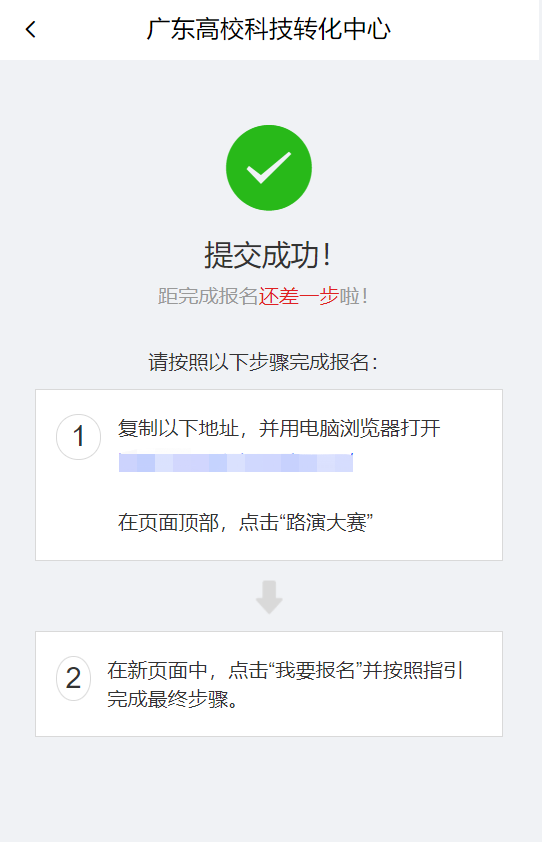 广东高校科技转化中心
提交成功！
距完成报名还差一步啦！
请按照以下步骤完成报名：
1
复制以下地址，并用电脑浏览器打开
在页面顶部，点击“路演大赛”
2
在新页面中，点击“我要报名”并按照指引
完成最终步骤。